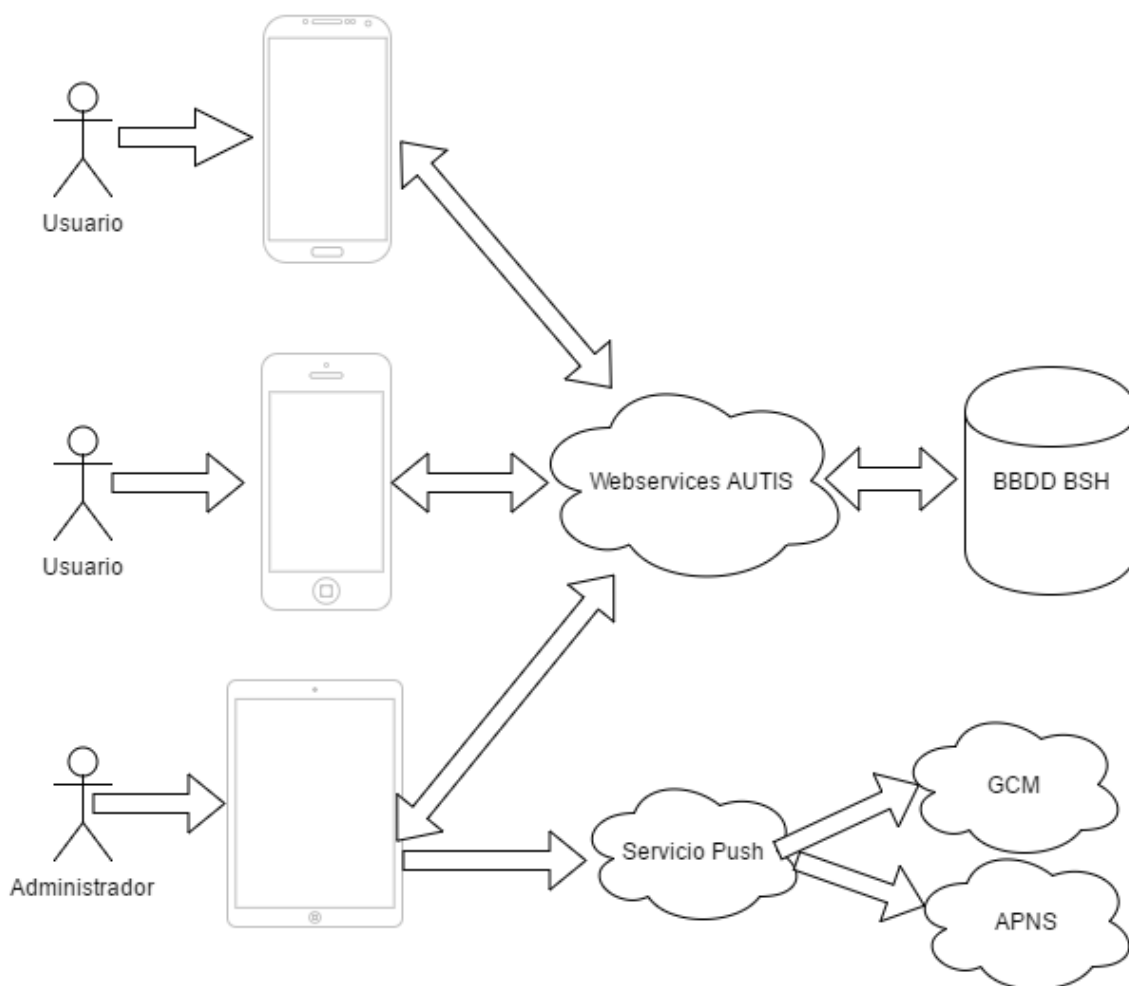 Usuario
Usuario
Webservices AUTIS
BBDD BSH
Administrador
Servicio Push
GCM
APNS